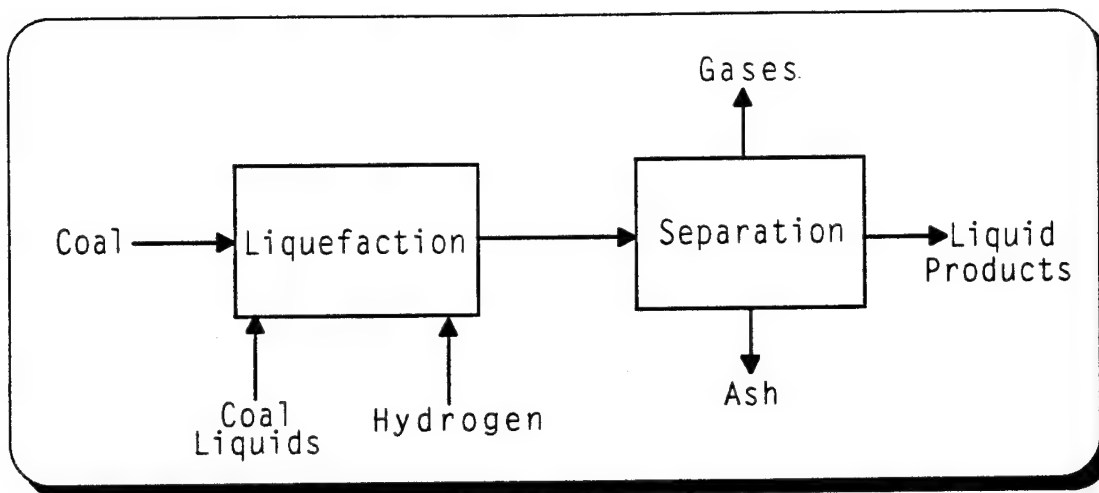 Gases
Coal
Liquefaction
Separation
Liquid
Products
Coal
Liquids
Hydrogen
Ash